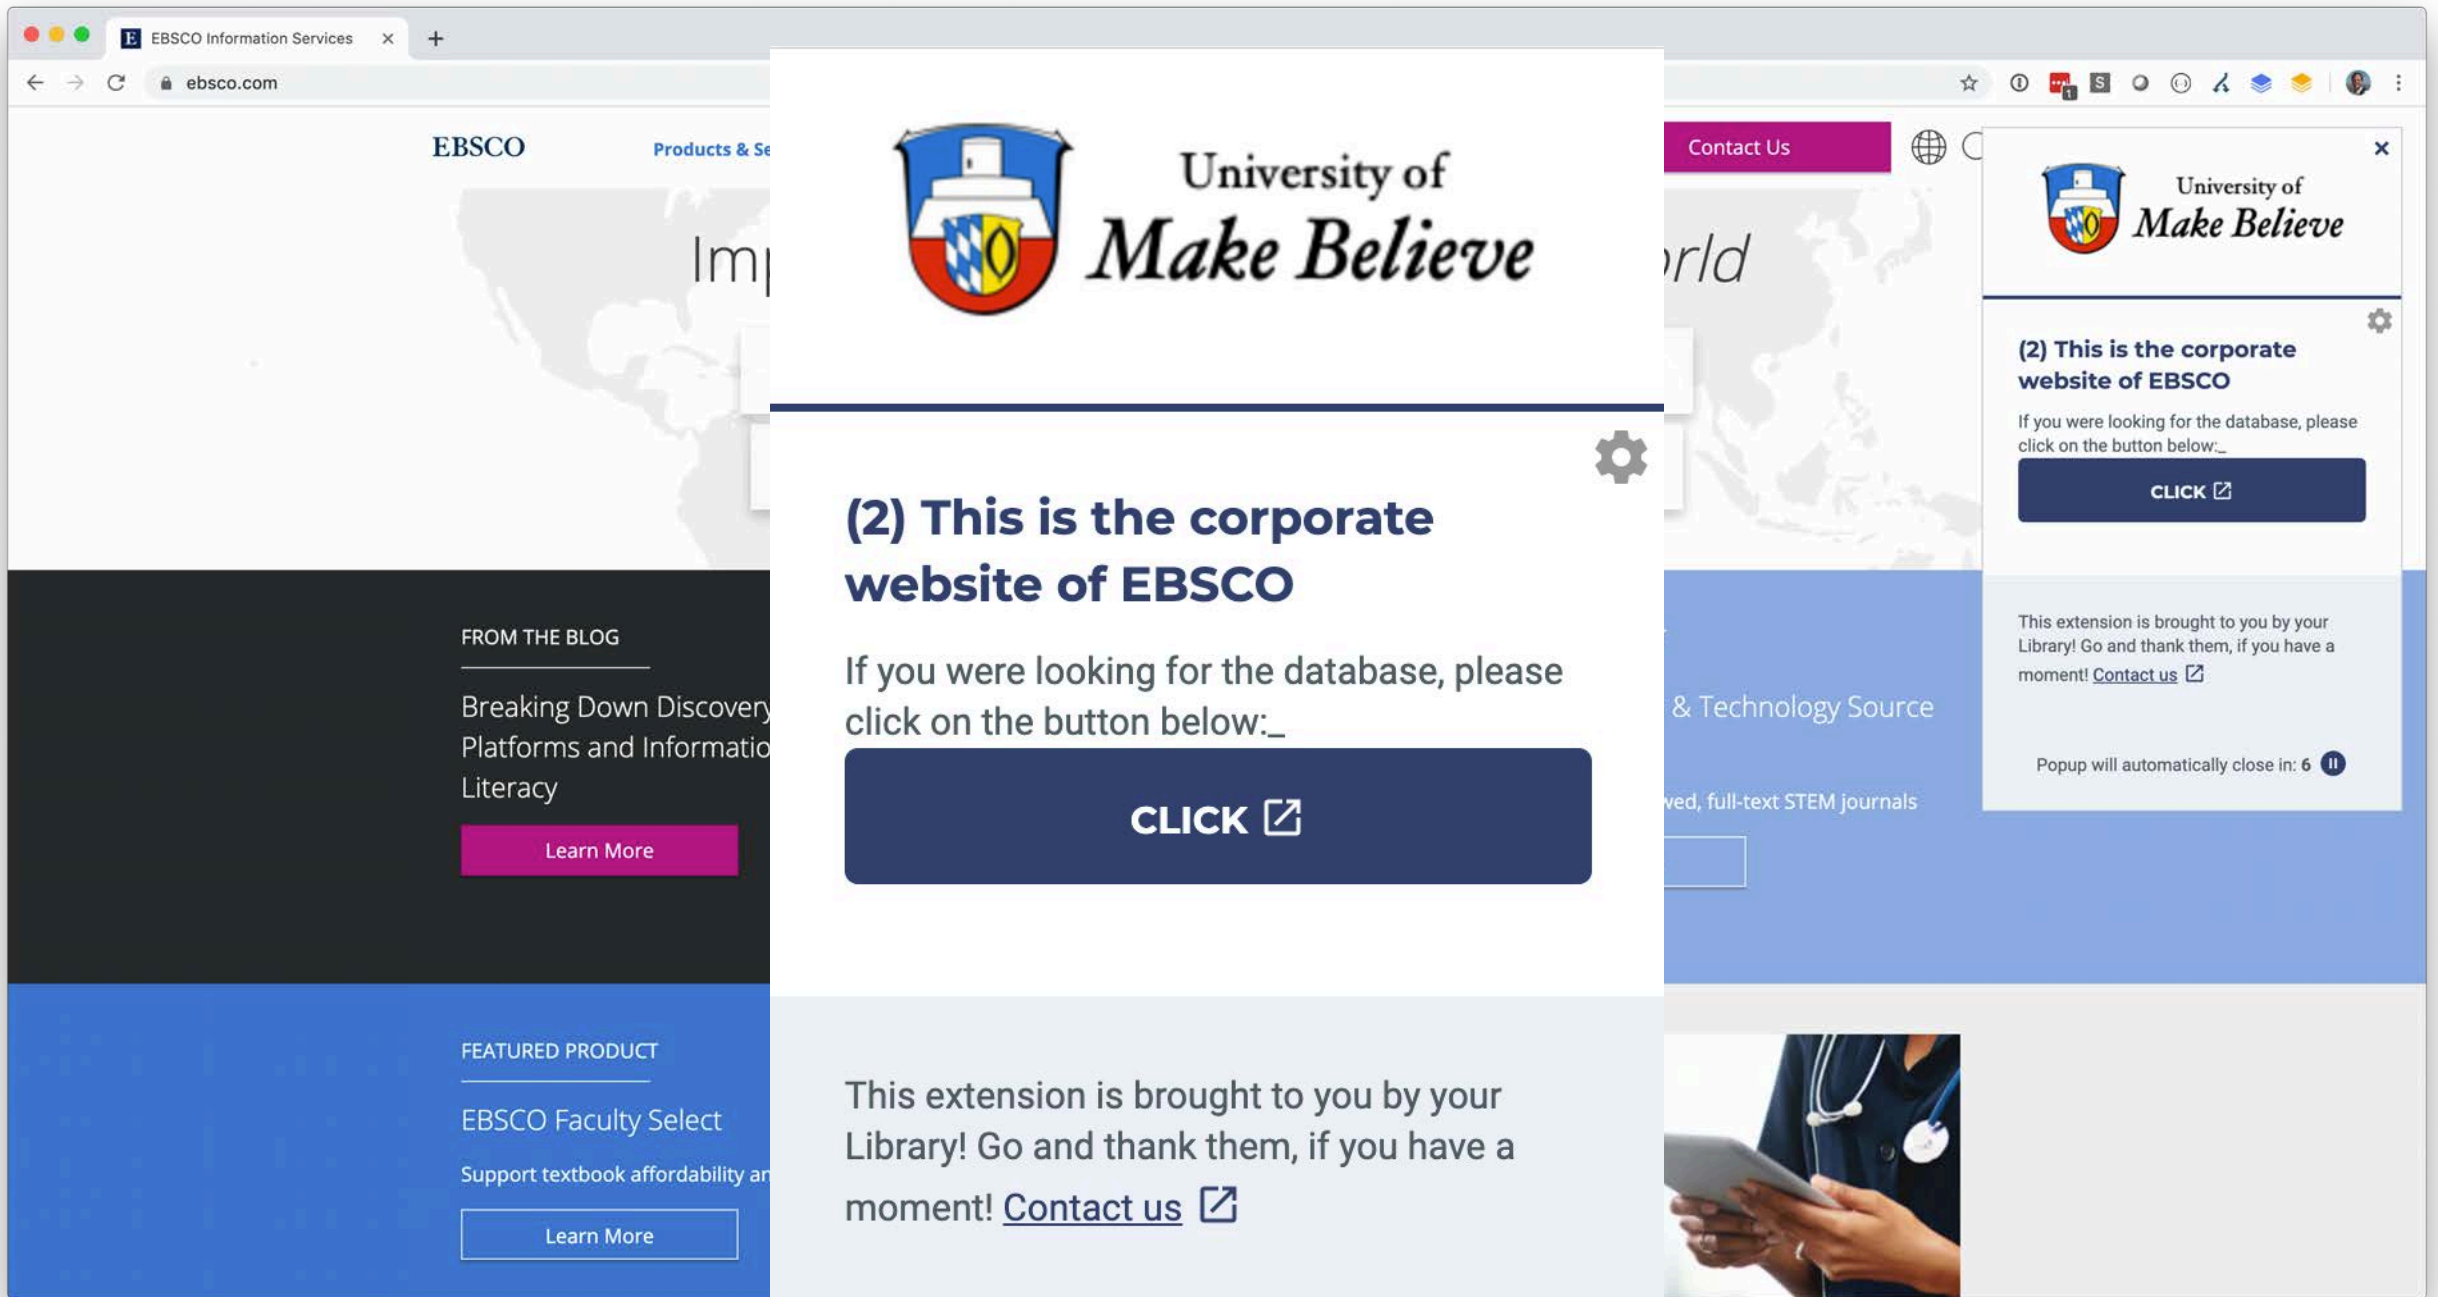 EBSCO Information Services
ebsco.com
EBSCO
Products & Se
Contact Us
Im
rld
FROM THE BLOG
Breaking Down Discovery
Platforms and Informatio
Literacy
Learn More
& Technology Source
wed, full-text STEM journals
FEATURED PRODUCT
EBSCO Faculty Select
Support textbook affordability an
Learn More
University of
Make Believe
(2) This is the corporate
website of EBSCO
If you were looking for the database, please
click on the button below:_
CLICK
This extension is brought to you by your
Library! Go and thank them, if you have a
moment! Contact us
University of
Make Believe
(2) This is the corporate
website of EBSCO
If you were looking for the database, please
click on the button below:_
CLICK
This extension is brought to you by your
Library! Go and thank them, if you have a
moment! Contact us
Popup will automatically close in: 6